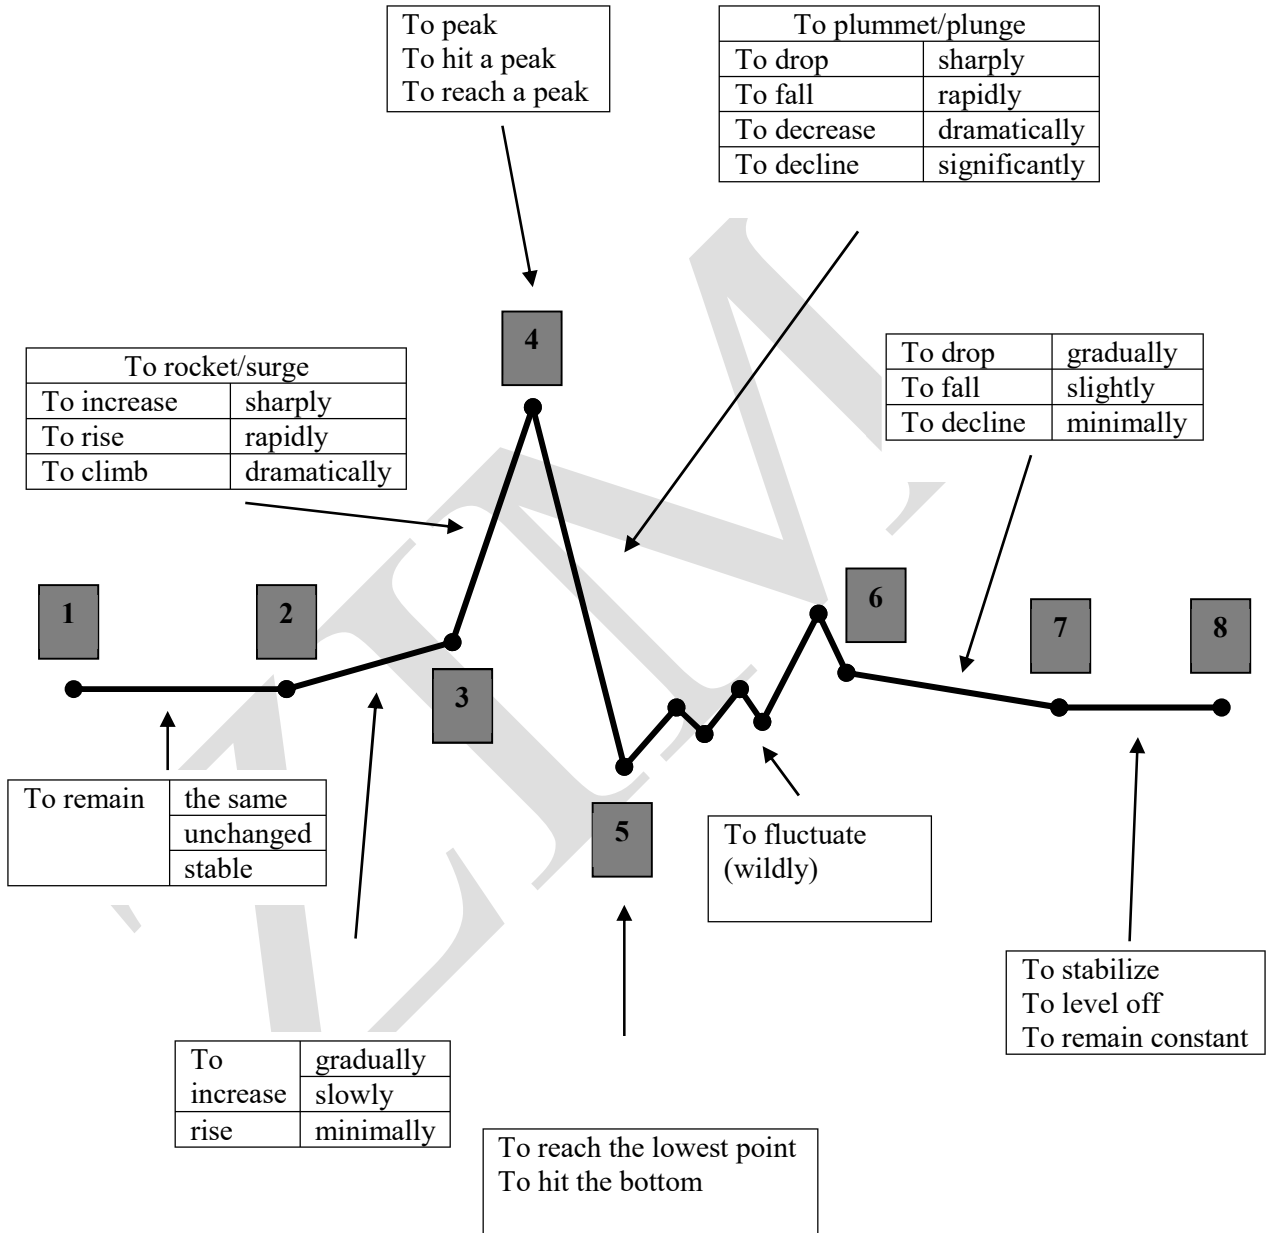 To peak
To hit a peak
To reach a peak
To plummet/plunge
To drop sharply
To fall rapidly
To decrease dramatically
To decline significantly
4
To rocket/surge
To increase sharply
To rise rapidly
To climb dramatically
To drop gradually
To fall slightly
To decline minimally
1
2
3
6
7
8
To remain the same
unchanged
stable
5
To fluctuate
(wildly)
To stabilize
To level off
To remain constant
To gradually
increase slowly
rise minimally
To reach the lowest point
To hit the bottom